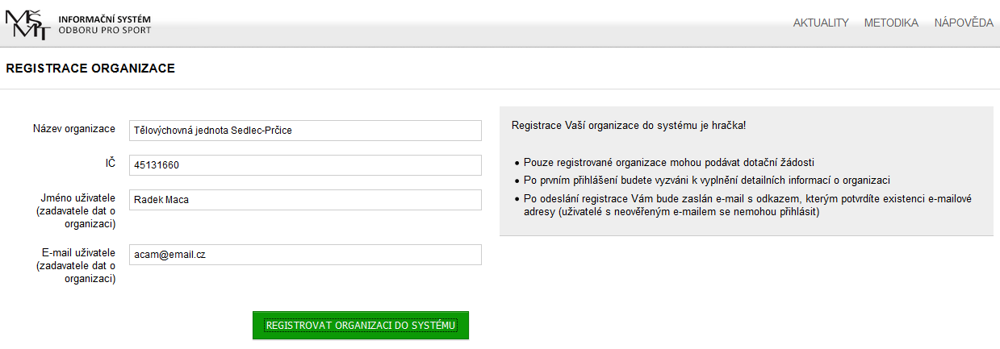 MŠMT
INFORMAČNÍ SYSTÉM
ODBORU PRO SPORT
AKTUALITY METODIKA NÁPOVĚDA
REGISTRACE ORGANIZACE
Název organizace Tělovýchovná jednota Sedlec-Prčice
IČ 45131660
Jméno uživatele
(zadavatele dat o
organizaci)
Radek Maca
E-mail uživatele
(zadavatele dat o
organizaci)
acam@email.cz
REGISTROVAT ORGANIZACI DO SYSTÉMU
Registrace Vaší organizace do systému je hračka!
• Pouze registrované organizace mohou podávat dotační žádosti
• Po prvním přihlášení budete vyzváni k vyplnění detailních informací o organizaci
• Po odeslání registrace Vám bude zaslán e-mail s odkazem, kterým potvrdíte existenci e-mailové
adresy (uživatelé s neověřeným e-mailem se nemohou přihlásit)